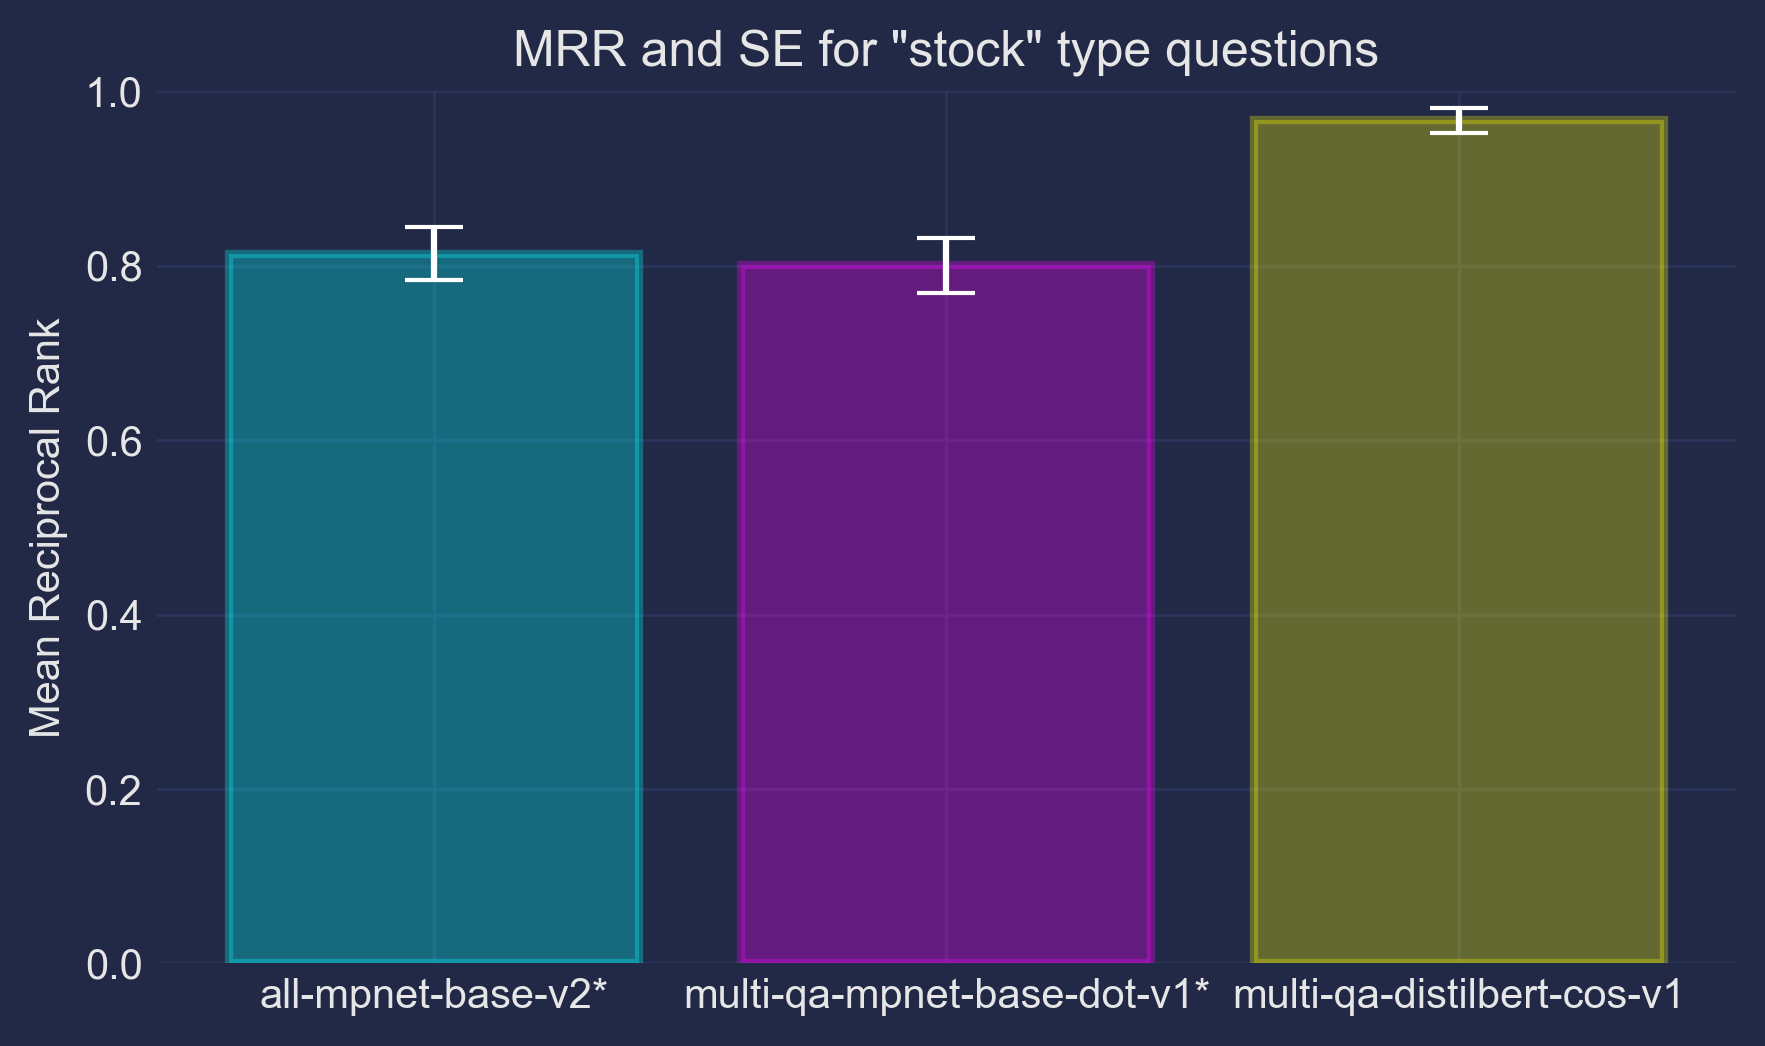 MRR and SE for "stock" type questions
Mean Reciprocal Rank
1.0
0.8
0.6
0.4
0.2
0.0
all-mpnet-base-v2*
multi-qa-mpnet-base-dot-v1*
multi-qa-distilbert-cos-v1